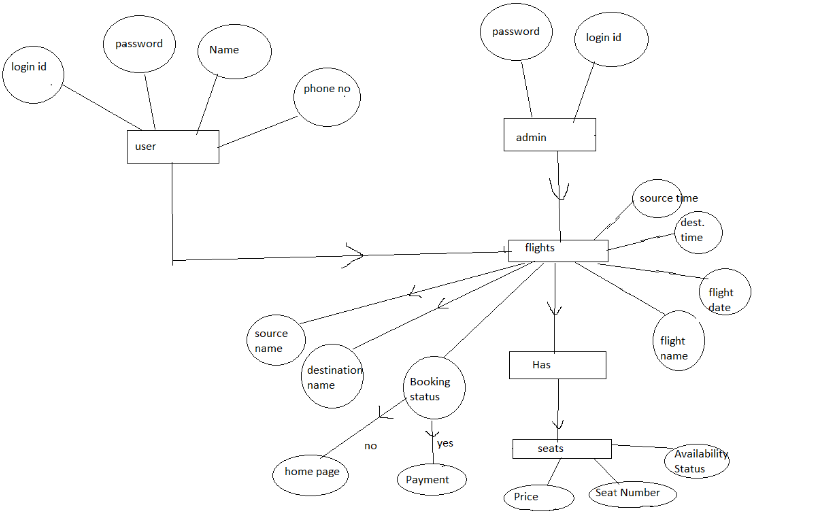 password
login id
password
Name
login id
phone no
user
admin
source time
dest.
time
flights
flight
date
source
name
destination
name
Booking
status
flight
name
Has
no
yes
seats
Availability
Status
home page
Payment
Price
Seat Number